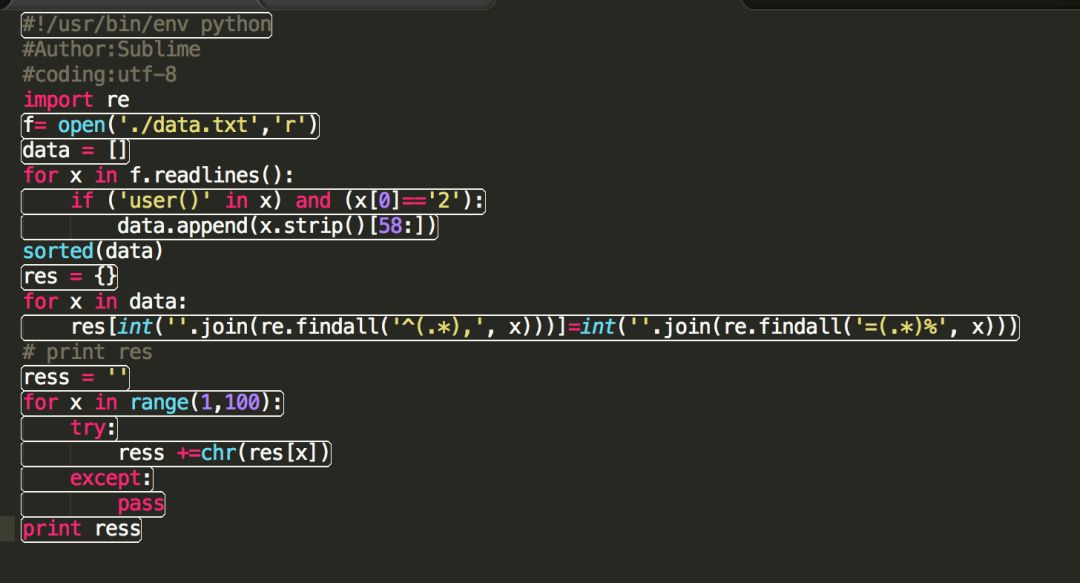 #!/usr/bin/env python
#Author:Sublime
#coding:utf-8
import re
f= open('./data.txt','r')
data = []
for x in f.readlines():
    if ('user()' in x) and (x[0]=='2'):
        data.append(x.strip()[58:])
sorted(data)
res = {}
for x in data:
    res[int(''.join(re.findall('^(.*),', x)))]=int(''.join(re.findall('=(.*)%', x)))
# print res
ress = ''
for x in range(1,100):
    try:
        ress +=chr(res[x])
    except:
        pass
print ress